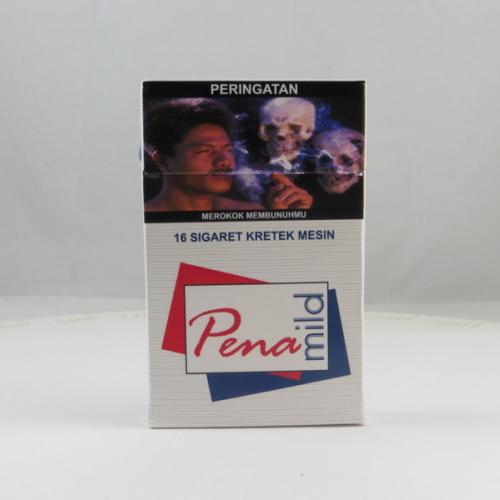 PERINGATAN
MEROKOK MEMBUNUHMU
16 SIGARET KRETEK MESIN
Pena mild